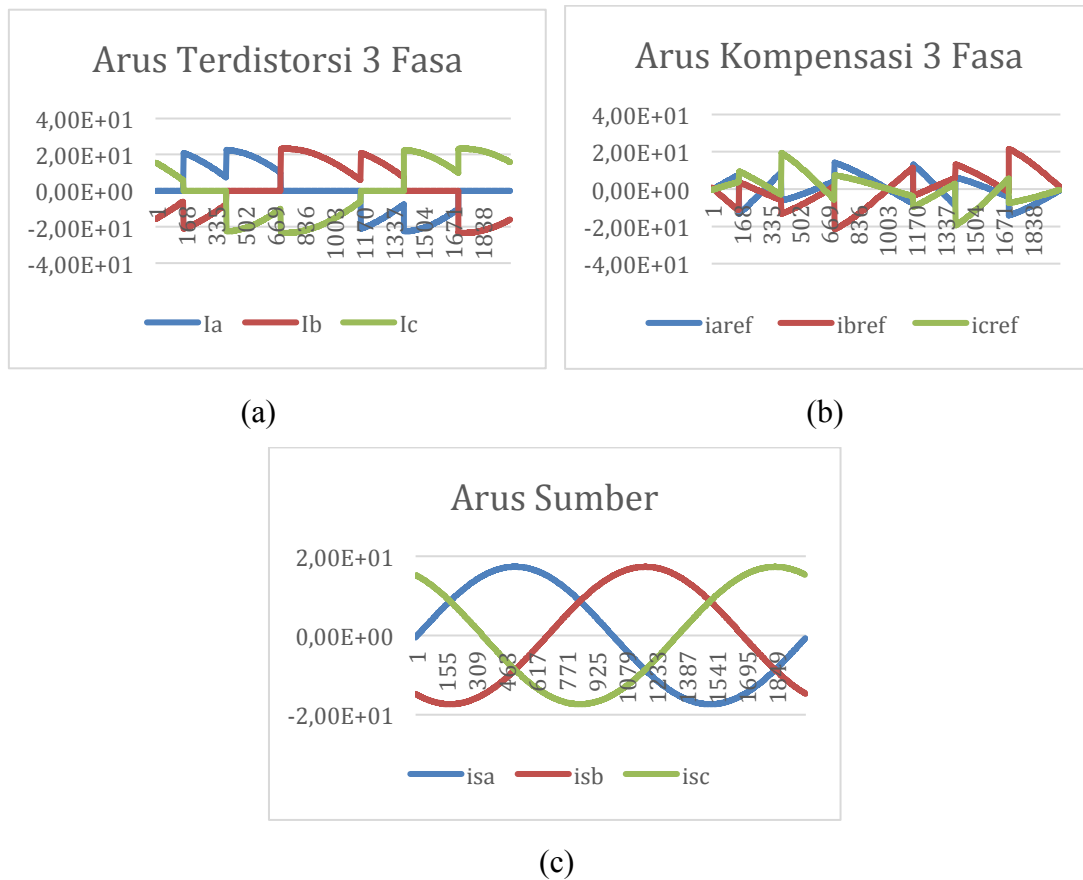 Arus Terdistorsi 3 Fasa
4,00E+01
2,00E+01
0,00E+00
-2,00E+01
-4,00E+01
1
168
335
502
669
836
1003
1170
1337
1504
1671
1838
Ia Ib Ic
(a)
Arus Kompensasi 3 Fasa
4,00E+01
2,00E+01
0,00E+00
-2,00E+01
-4,00E+01
1
168
335
502
669
836
1003
1170
1337
1504
1671
1838
iaref ibref icref
(b)
Arus Sumber
2,00E+01
0,00E+00
-2,00E+01
1
155
309
463
617
771
925
1079
1233
1387
1541
1695
1849
isa isb isc
(c)